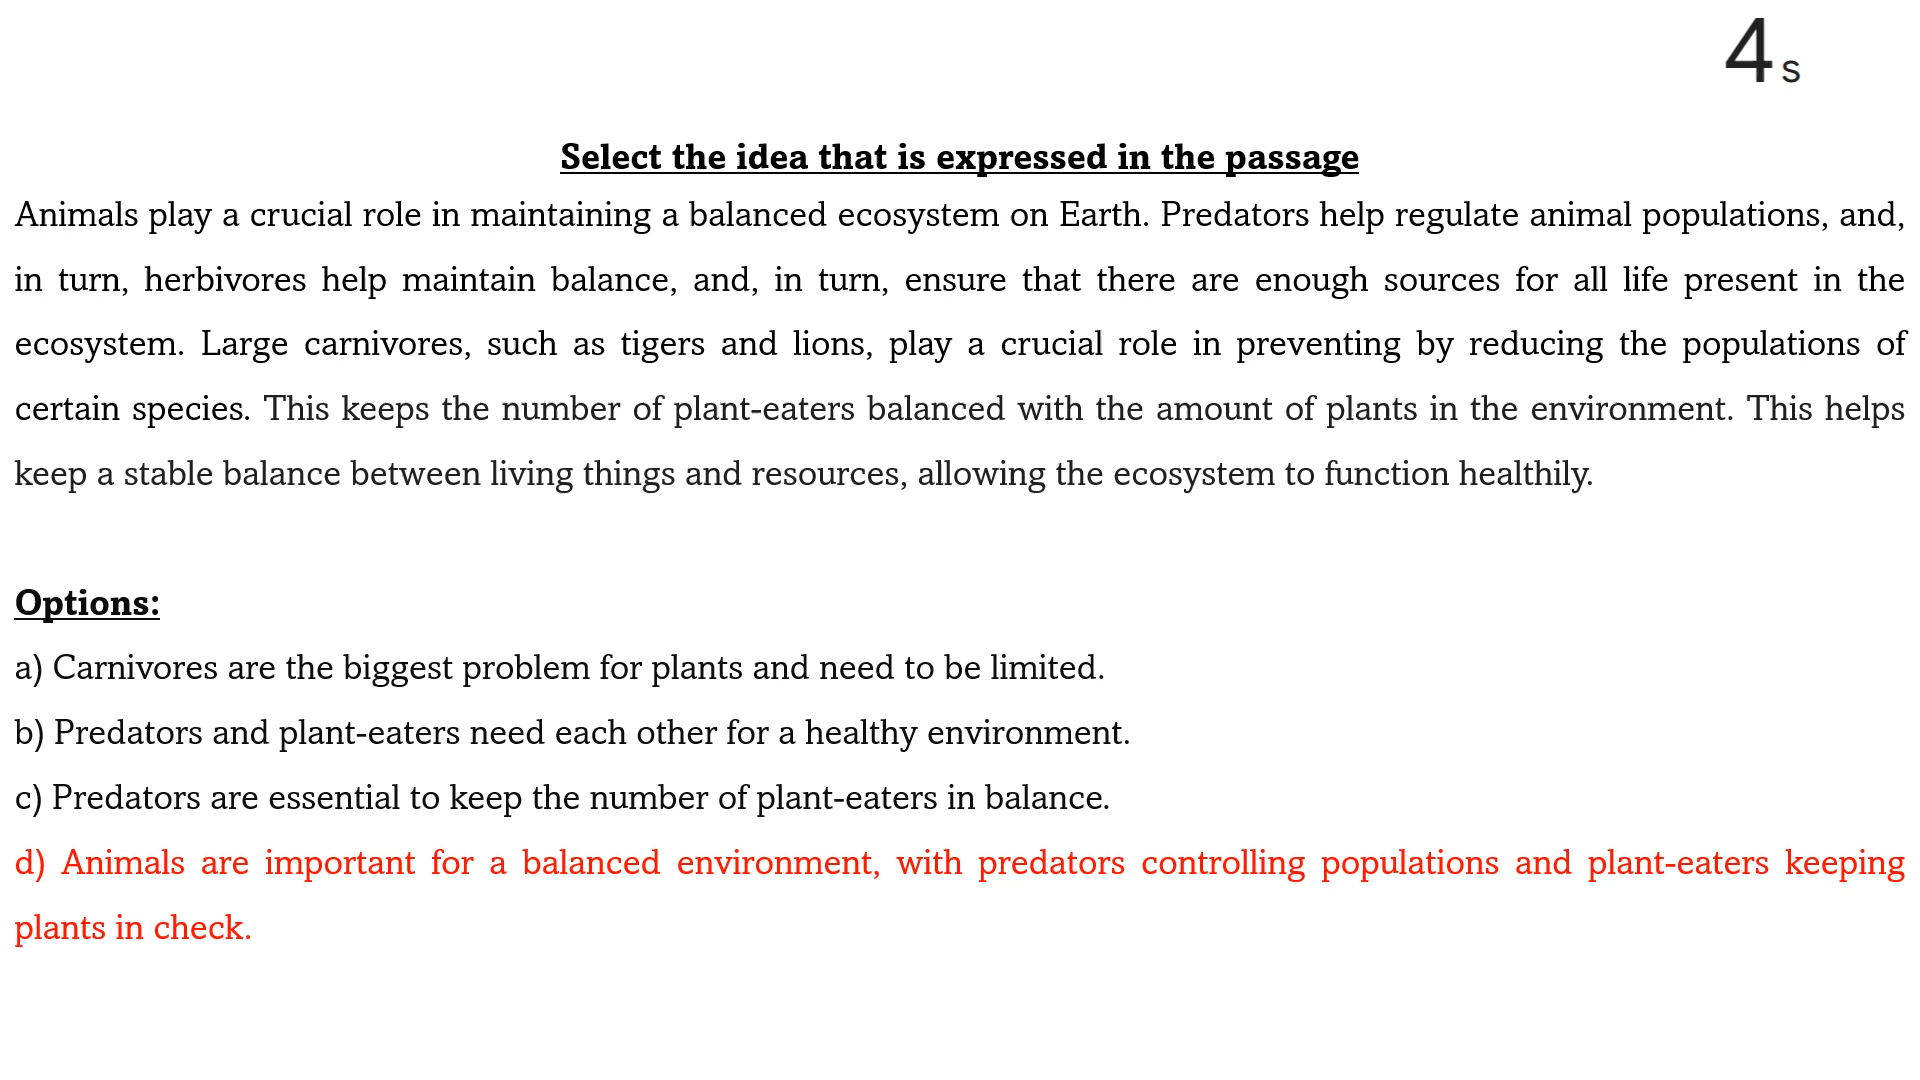 4 s
Select the idea that is expressed in the passage
Animals play a crucial role in maintaining a balanced ecosystem on Earth. Predators help regulate animal populations, and,
in turn, herbivores help maintain balance, and, in turn, ensure that there are enough sources for all life present in the
ecosystem. Large carnivores, such as tigers and lions, play a crucial role in preventing by reducing the populations of
certain species. This keeps the number of plant-eaters balanced with the amount of plants in the environment. This helps
keep a stable balance between living things and resources, allowing the ecosystem to function healthily.
Options:
a) Carnivores are the biggest problem for plants and need to be limited.
b) Predators and plant-eaters need each other for a healthy environment.
c) Predators are essential to keep the number of plant-eaters in balance.
d) Animals are important for a balanced environment, with predators controlling populations and plant-eaters keeping
plants in check.